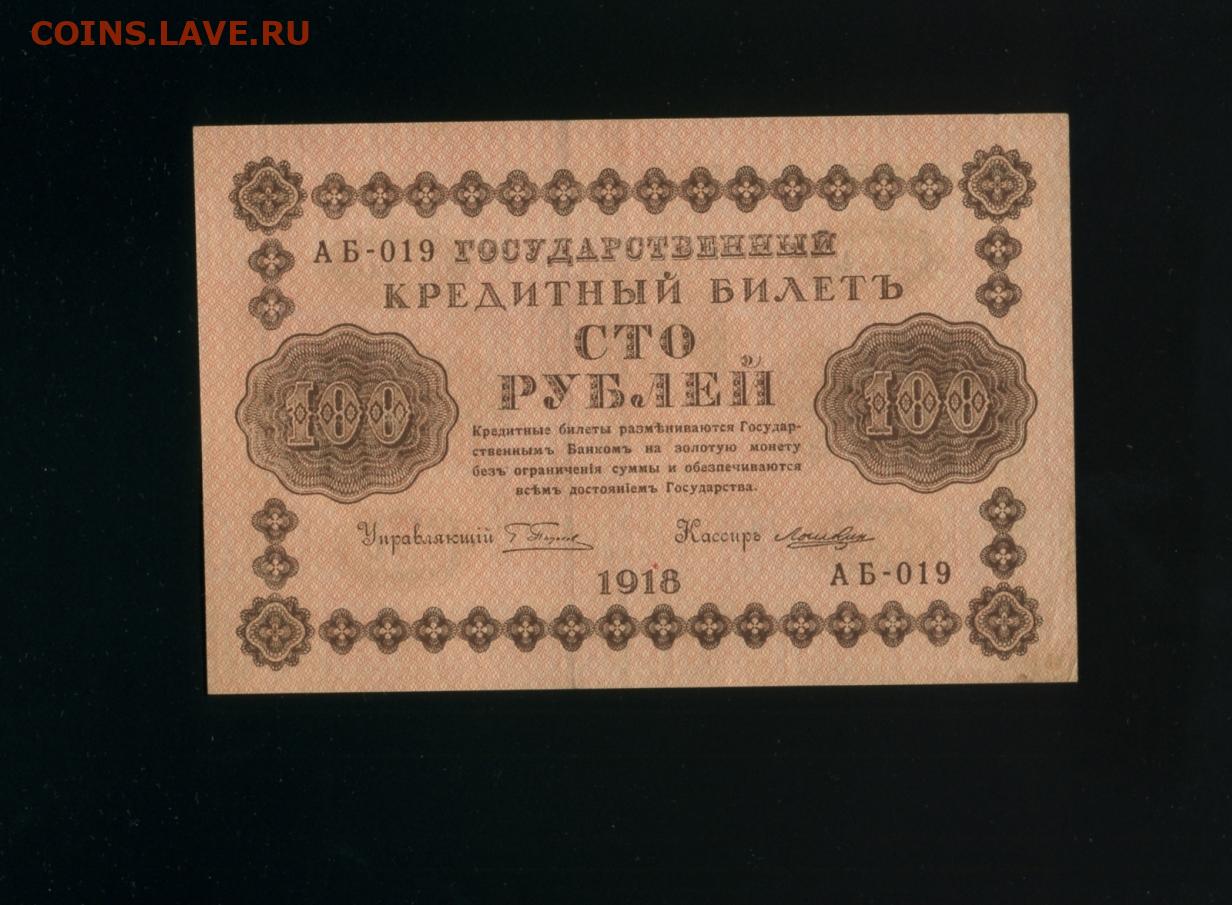 COINS.LAVE.RU
АБ-019 ГОСУДАРСТВЕННЫЙ
КРЕДИТНЫЙ БИЛЕТЪ
СТО
РУБЛЕЙ
100
100
Кредитные билеты размѣниваются Государ-
ственнымъ Банкомъ на золотую монету
безъ ограниченія суммы и обезпечиваются
всѣмъ достояніемъ Государства.
Управляющій
Кассиръ
1918
АБ-019